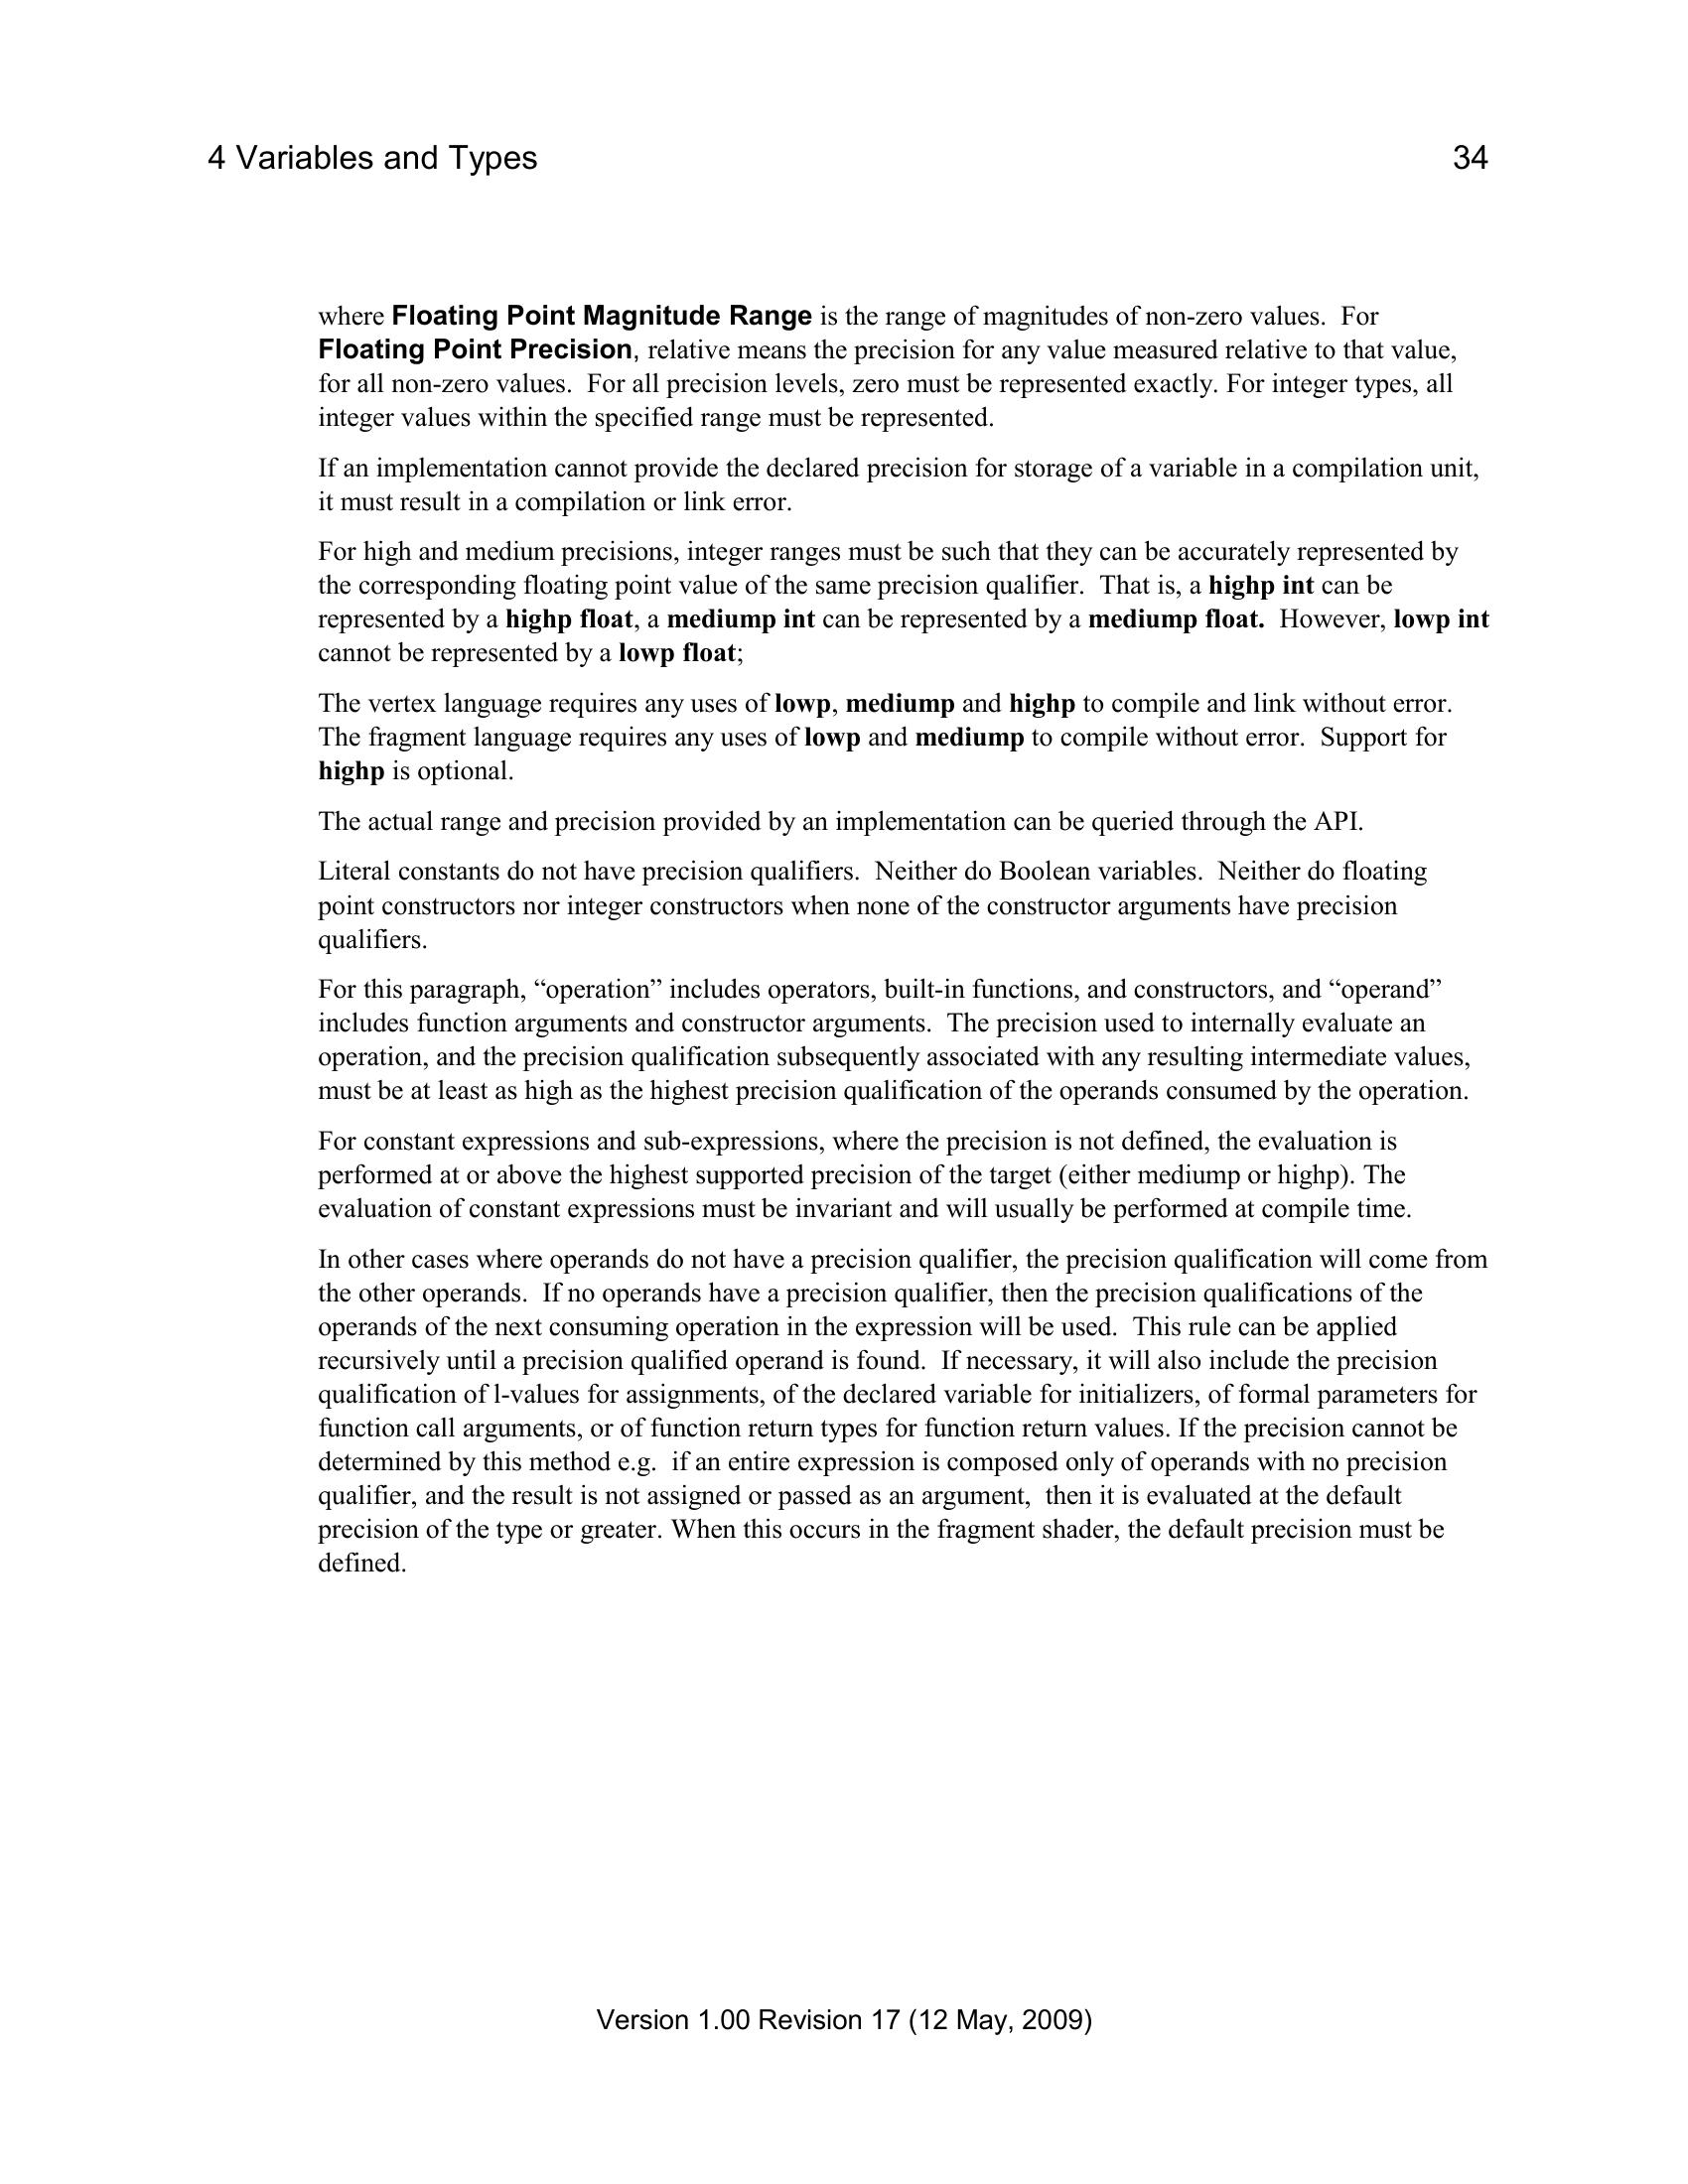 4 Variables and Types 34
where Floating Point Magnitude Range is the range of magnitudes of non-zero values.  For
Floating Point Precision, relative means the precision for any value measured relative to that value,
for all non-zero values.  For all precision levels, zero must be represented exactly. For integer types, all
integer values within the specified range must be represented.
If an implementation cannot provide the declared precision for storage of a variable in a compilation unit,
it must result in a compilation or link error.
For high and medium precisions, integer ranges must be such that they can be accurately represented by
the corresponding floating point value of the same precision qualifier.  That is, a highp int can be
represented by a highp float, a mediump int can be represented by a mediump float.  However, lowp int
cannot be represented by a lowp float;
The vertex language requires any uses of lowp, mediump and highp to compile and link without error.
The fragment language requires any uses of lowp and mediump to compile without error.  Support for
highp is optional.
The actual range and precision provided by an implementation can be queried through the API.
Literal constants do not have precision qualifiers.  Neither do Boolean variables.  Neither do floating
point constructors nor integer constructors when none of the constructor arguments have precision
qualifiers.
For this paragraph, “operation” includes operators, built-in functions, and constructors, and “operand”
includes function arguments and constructor arguments.  The precision used to internally evaluate an
operation, and the precision qualification subsequently associated with any resulting intermediate values,
must be at least as high as the highest precision qualification of the operands consumed by the operation.
For constant expressions and sub-expressions, where the precision is not defined, the evaluation is
performed at or above the highest supported precision of the target (either mediump or highp). The
evaluation of constant expressions must be invariant and will usually be performed at compile time.
In other cases where operands do not have a precision qualifier, the precision qualification will come from
the other operands.  If no operands have a precision qualifier, then the precision qualifications of the
operands of the next consuming operation in the expression will be used.  This rule can be applied
recursively until a precision qualified operand is found.  If necessary, it will also include the precision
qualification of l-values for assignments, of the declared variable for initializers, of formal parameters for
function call arguments, or of function return types for function return values. If the precision cannot be
determined by this method e.g.  if an entire expression is composed only of operands with no precision
qualifier, and the result is not assigned or passed as an argument,  then it is evaluated at the default
precision of the type or greater. When this occurs in the fragment shader, the default precision must be
defined.
Version 1.00 Revision 17 (12 May, 2009)